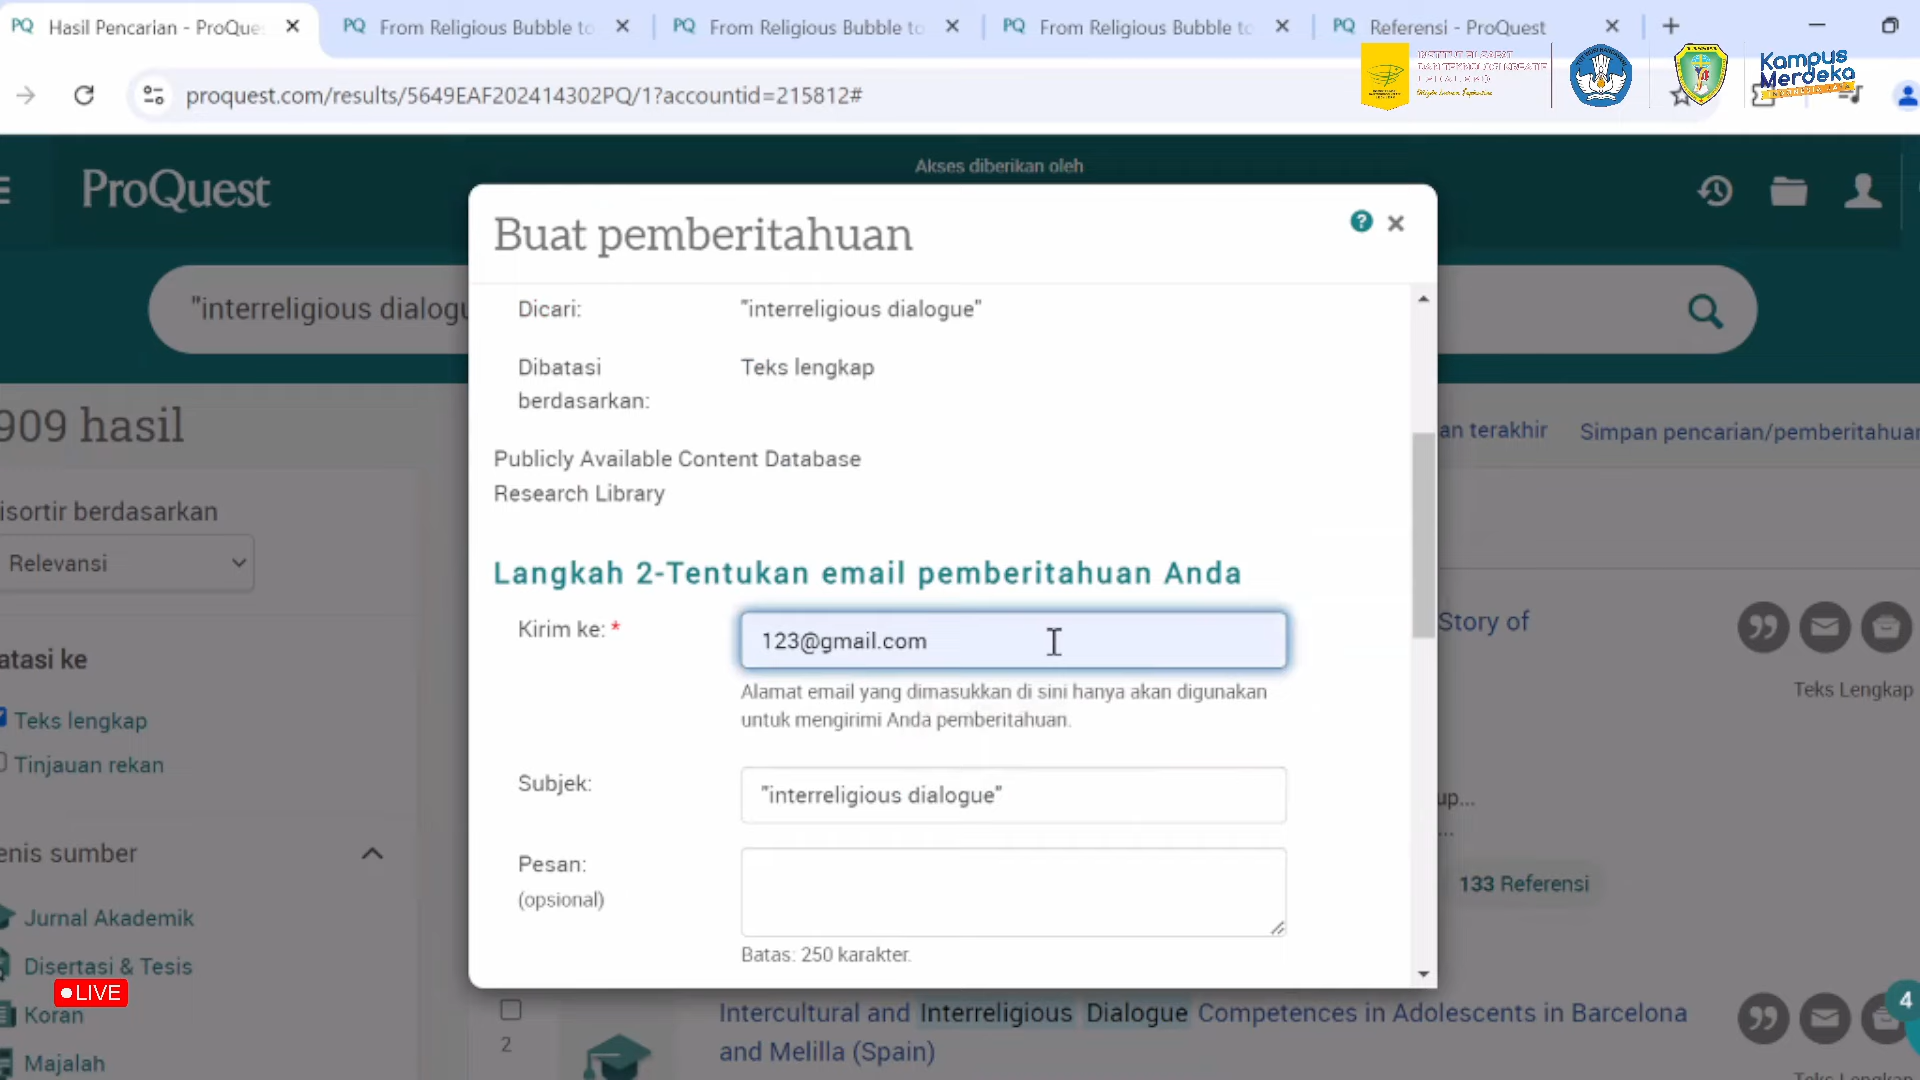 Hasil Pencarian - ProQue
From Religious Bubble to
From Religious Bubble to
From Religious Bubble to
Referensi - ProQuest
proquest.com/results/5649EAF202414302PQ/1?accountid=215812#
Kampus
Merdeka
Akses diberikan oleh
ProQuest
"interreligious dialogu
Buat pemberitahuan
Dicari:
"interreligious dialogue"
Dibatasi
berdasarkan:
Teks lengkap
Publicly Available Content Database
Research Library
Langkah 2-Tentukan email pemberitahuan Anda
Kirim ke: *
123@gmail.com
Alamat email yang dimasukkan di sini hanya akan digunakan
untuk mengirimi Anda pemberitahuan.
Subjek:
"interreligious dialogue"
Pesan:
(opsional)
Batas: 250 karakter.
909 hasil
an terakhir
Simpan pencarian/pemberitahuan
isortir berdasarkan
Relevansi
atasi ke
Teks lengkap
Tinjauan rekan
enis sumber
Jurnal Akademik
Disertasi & Tesis
LIVE
Koran
Majalah
Story of
Teks Lengkap
up...
...
133 Referensi
2
Intercultural and Interreligious Dialogue Competences in Adolescents in Barcelona
and Melilla (Spain)
4
Teks Lengkap